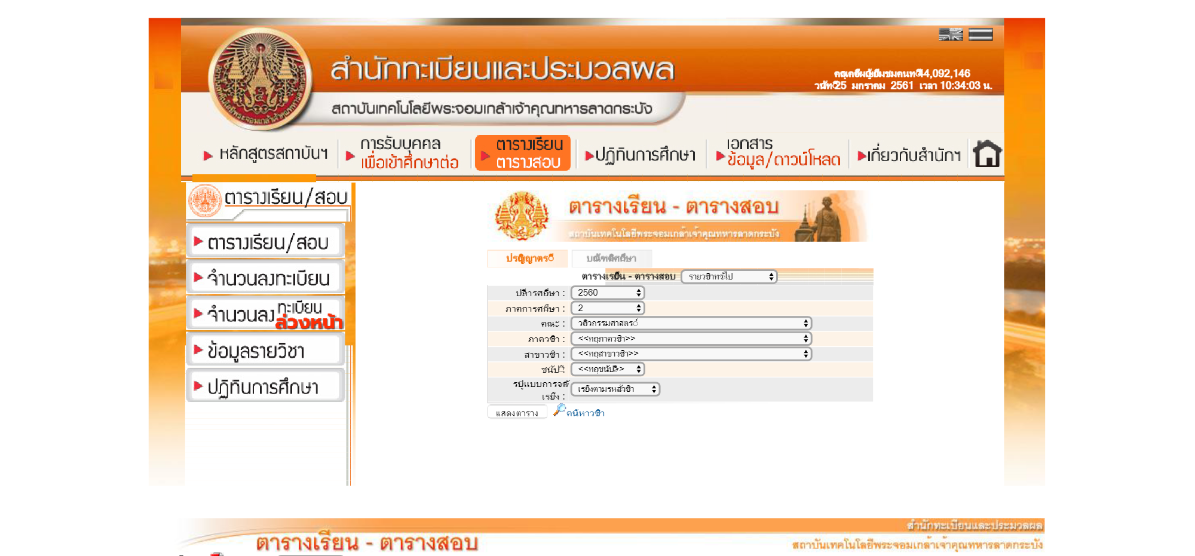 สำนักทะเบียนและประมวลผล
คุณคือผู้เยี่ยมชมคนที่ 44,092,146
วันที่ 25 มกราคม 2561 เวลา 10:34:03 น.
สถาบันเทคโนโลยีพระจอมเกล้าเจ้าคุณทหารลาดกระบัง
หลักสูตรสถาบันฯ
การรับบุคคล
เพื่อเข้าศึกษาต่อ
ตารางเรียน
ตารางสอบ
ปฏิทินการศึกษา
เอกสาร
ข้อมูล/ดาวน์โหลด
เกี่ยวกับสำนักฯ
ตารางเรียน/สอบ
ตารางเรียน/สอบ
จำนวนลงทะเบียน
จำนวนลงทะเบียน
ล่วงหน้า
ข้อมูลรายวิชา
ปฏิทินการศึกษา
ตารางเรียน - ตารางสอบ
สถาบันเทคโนโลยีพระจอมเกล้าเจ้าคุณทหารลาดกระบัง
ปริญญาตรี บัณฑิตศึกษา
ตารางเรียน - ตารางสอบ รายวิชาทั่วไป
ปีการศึกษา : 2560
ภาคการศึกษา : 2
คณะ : วิศวกรรมศาสตร์
ภาควิชา : <<ทุกภาควิชา>>
สาขาวิชา : <<ทุกสาขาวิชา>>
ชั้นปี : <<ทุกชั้นปี>>
รูปแบบการจัด
เรียง : เรียงตามรหัสวิชา
แสดงตาราง ค้นหาวิชา
สำนักทะเบียนและประมวลผล
ตารางเรียน - ตารางสอบ
สถาบันเทคโนโลยีพระจอมเกล้าเจ้าคุณทหารลาดกระบัง